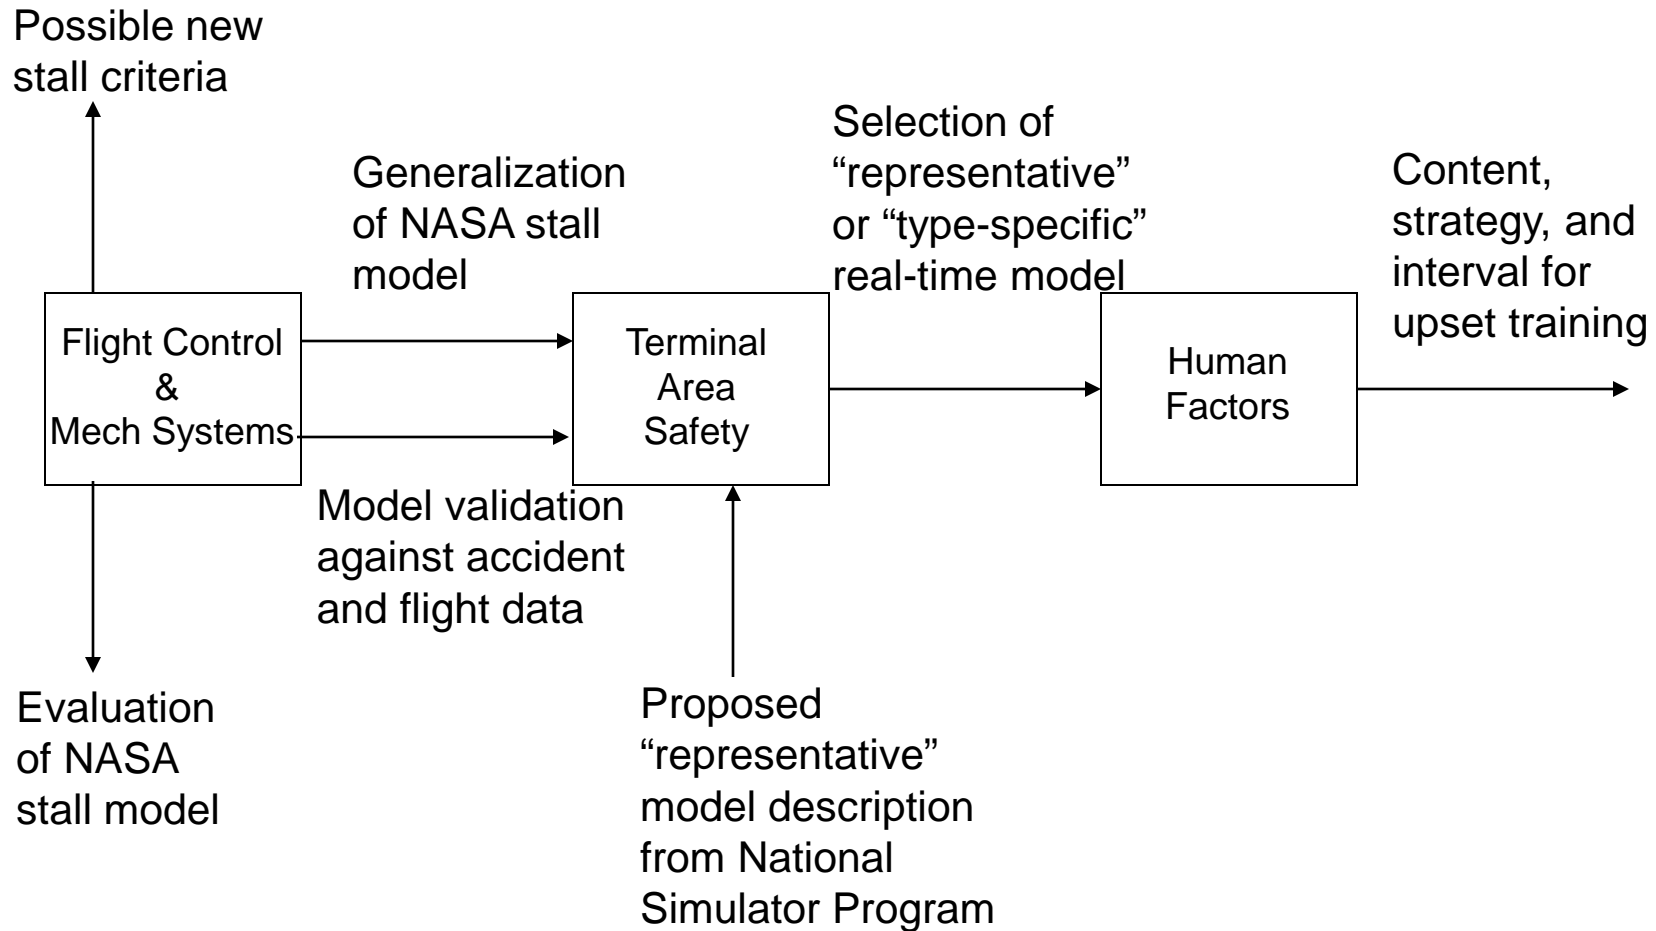 Possible new
stall criteria
Generalization
of NASA stall
model
Selection of
“representative”
or “type-specific”
real-time model
Content,
strategy, and
interval for
upset training
Flight Control
&
Mech Systems
Terminal
Area
Safety
Human
Factors
Model validation
against accident
and flight data
Evaluation
of NASA
stall model
Proposed
“representative”
model description
from National
Simulator Program